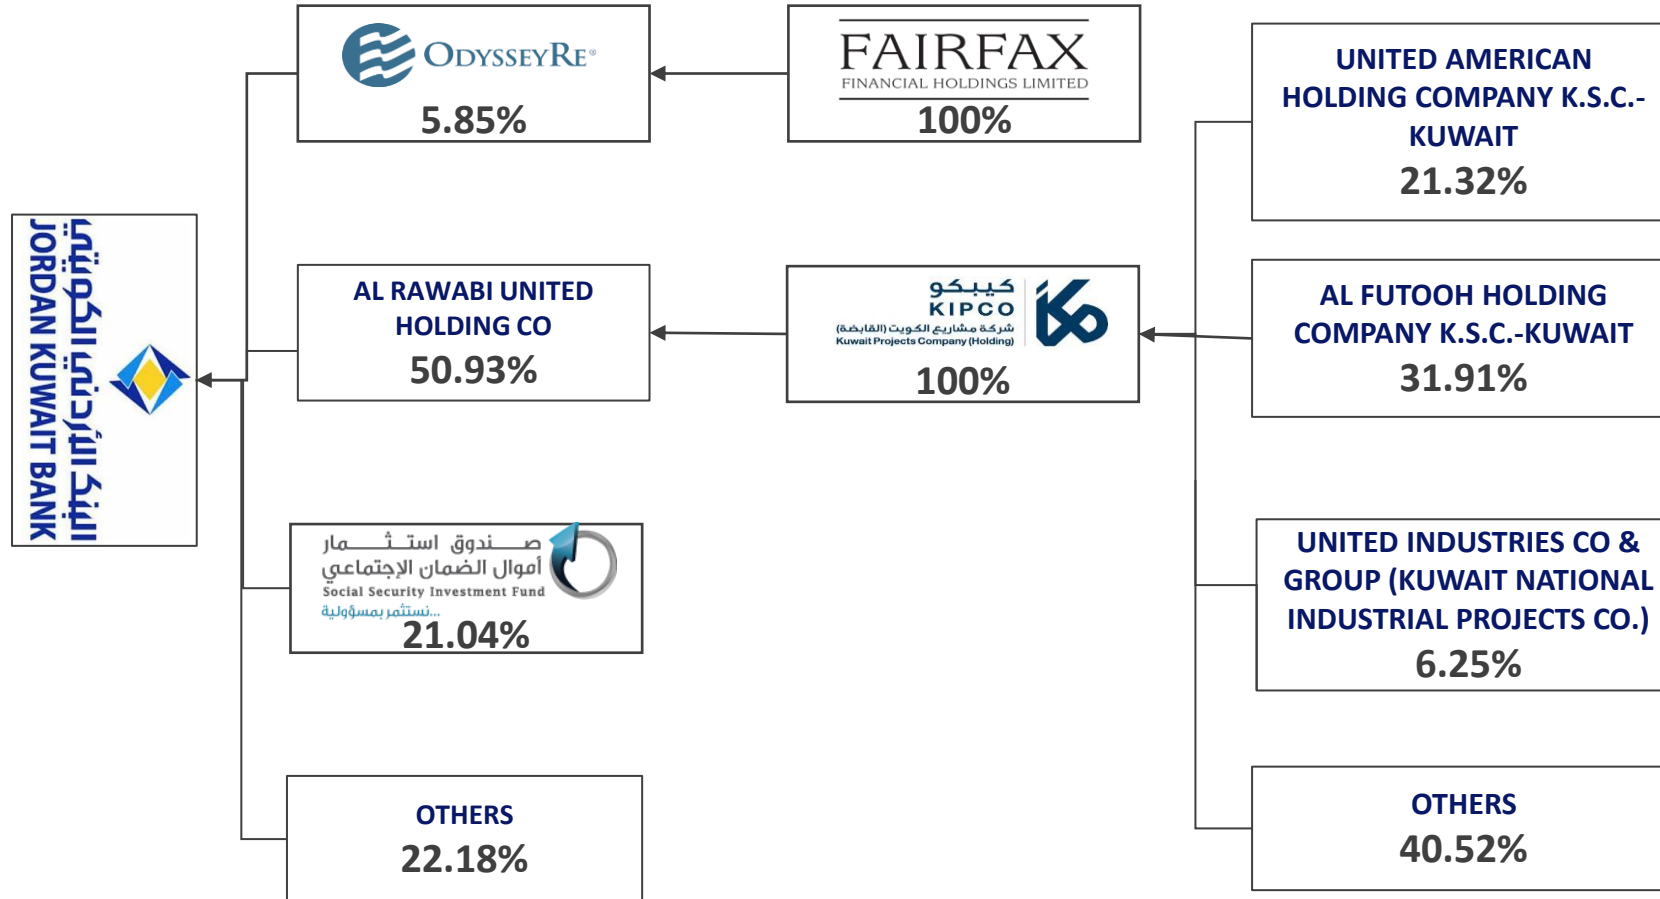 ODYSSEYRE®
5.85%
FAIRFAX
FINANCIAL HOLDINGS LIMITED
100%
UNITED AMERICAN
HOLDING COMPANY K.S.C.-
KUWAIT
21.32%
البنك الأردني الكويتي
JORDAN KUWAIT BANK
AL RAWABI UNITED
HOLDING CO
50.93%
كيبكو
KIPCO
شركة مشاريع الكويت (القابضة)
Kuwait Projects Company (Holding)
100%
AL FUTOOH HOLDING
COMPANY K.S.C.-KUWAIT
31.91%
صندوق استثمار
أموال الضمان الإجتماعي
Social Security Investment Fund
نستثمر بمسؤولية...
21.04%
UNITED INDUSTRIES CO &
GROUP (KUWAIT NATIONAL
INDUSTRIAL PROJECTS CO.)
6.25%
OTHERS
22.18%
OTHERS
40.52%